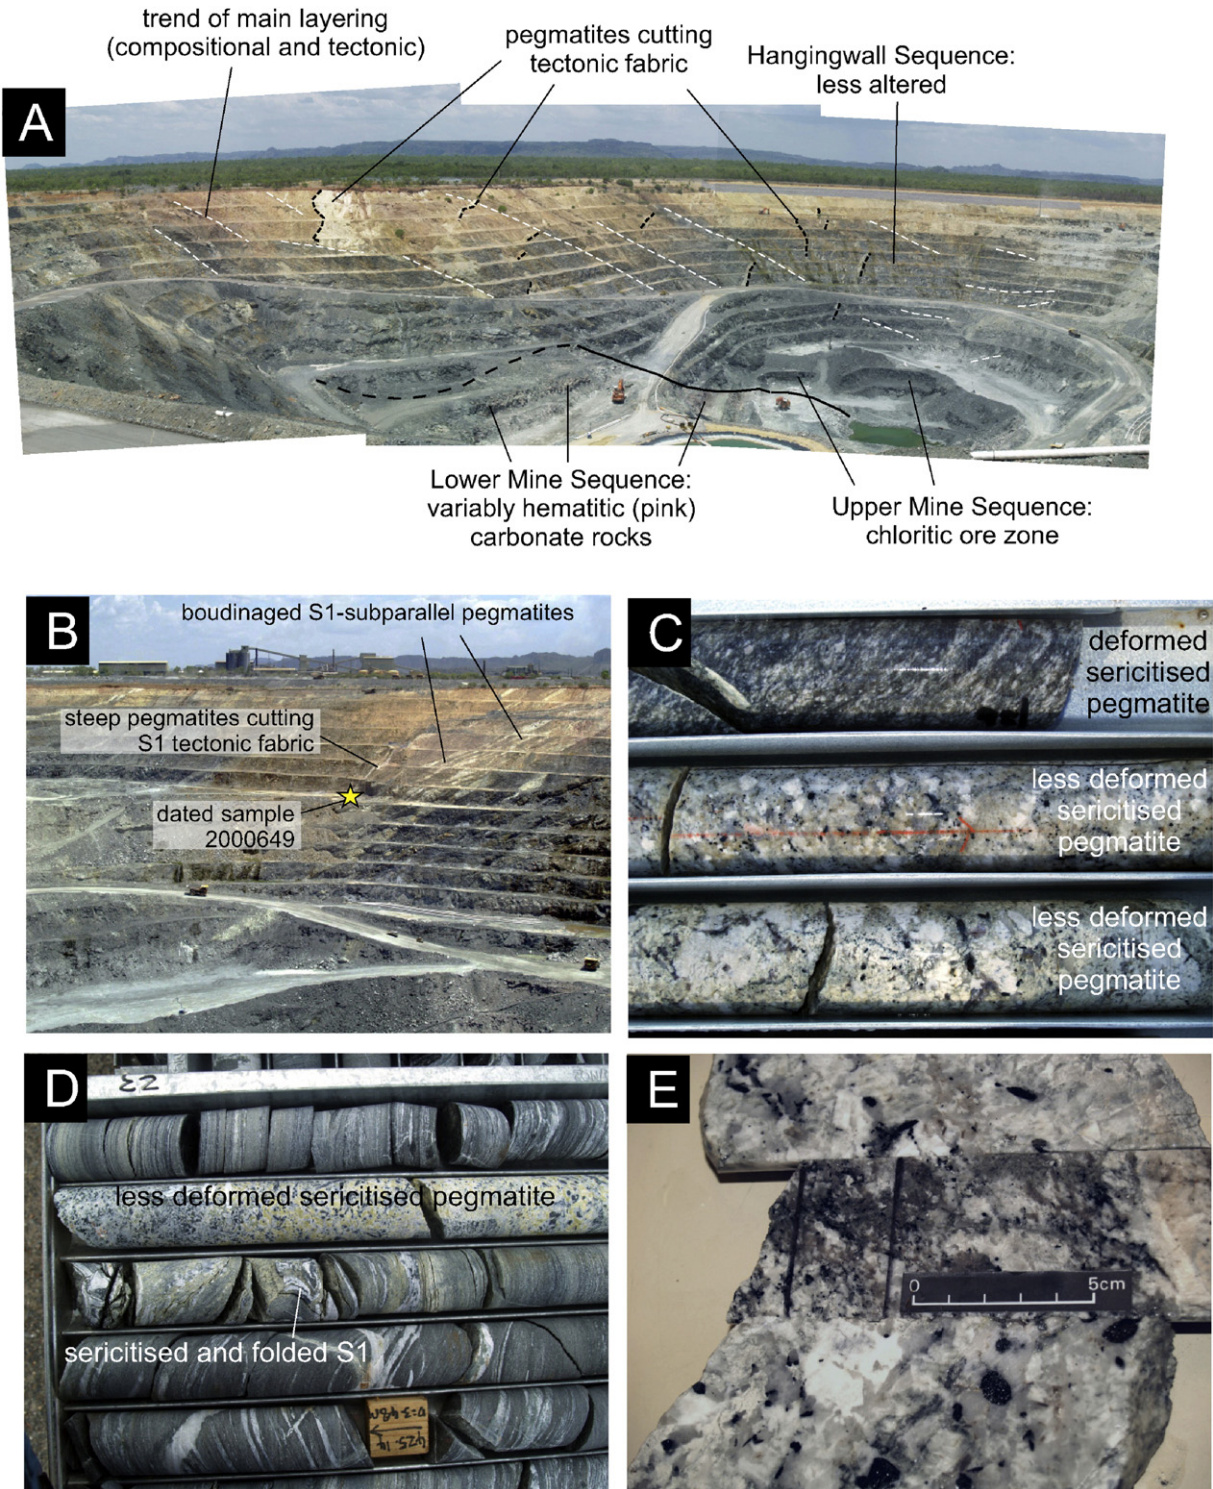 trend of main layering
(compositional and tectonic)
pegmatites cutting
tectonic fabric
Hangingwall Sequence:
less altered
A
Lower Mine Sequence:
variably hematitic (pink)
carbonate rocks
Upper Mine Sequence:
chloritic ore zone
B
boudinaged S1-subparallel pegmatites
steep pegmatites cutting
S1 tectonic fabric
dated sample
2000649
C
deformed
sericitised
pegmatite
less deformed
sericitised
pegmatite
less deformed
sericitised
pegmatite
D
23
less deformed sericitised pegmatite
sericitised and folded S1
E
0 5cm